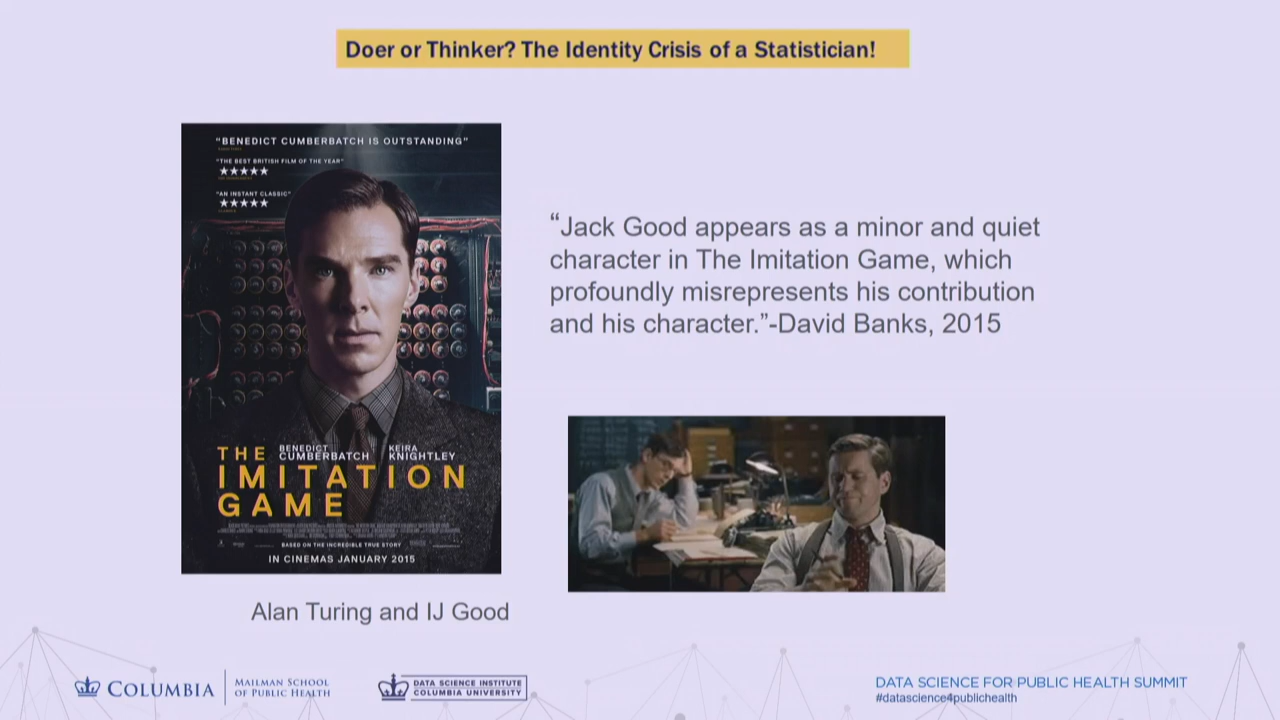 Doer or Thinker? The Identity Crisis of a Statistician!
"BENEDICT CUMBERBATCH IS OUTSTANDING"
"THE BEST BRITISH FILM OF THE YEAR"
"AN INSTANT CLASSIC"
THE
BENEDICT
CUMBERBATCH
KEIRA
KNIGHTLEY
IMITATION
GAME
BASED ON THE INCREDIBLE TRUE STORY
IN CINEMAS JANUARY 2015
Alan Turing and IJ Good
“Jack Good appears as a minor and quiet
character in The Imitation Game, which
profoundly misrepresents his contribution
and his character.”-David Banks, 2015
COLUMBIA
MAILMAN SCHOOL
OF PUBLIC HEALTH
DATA SCIENCE INSTITUTE
COLUMBIA UNIVERSITY
DATA SCIENCE FOR PUBLIC HEALTH SUMMIT
#datascience4publichealth